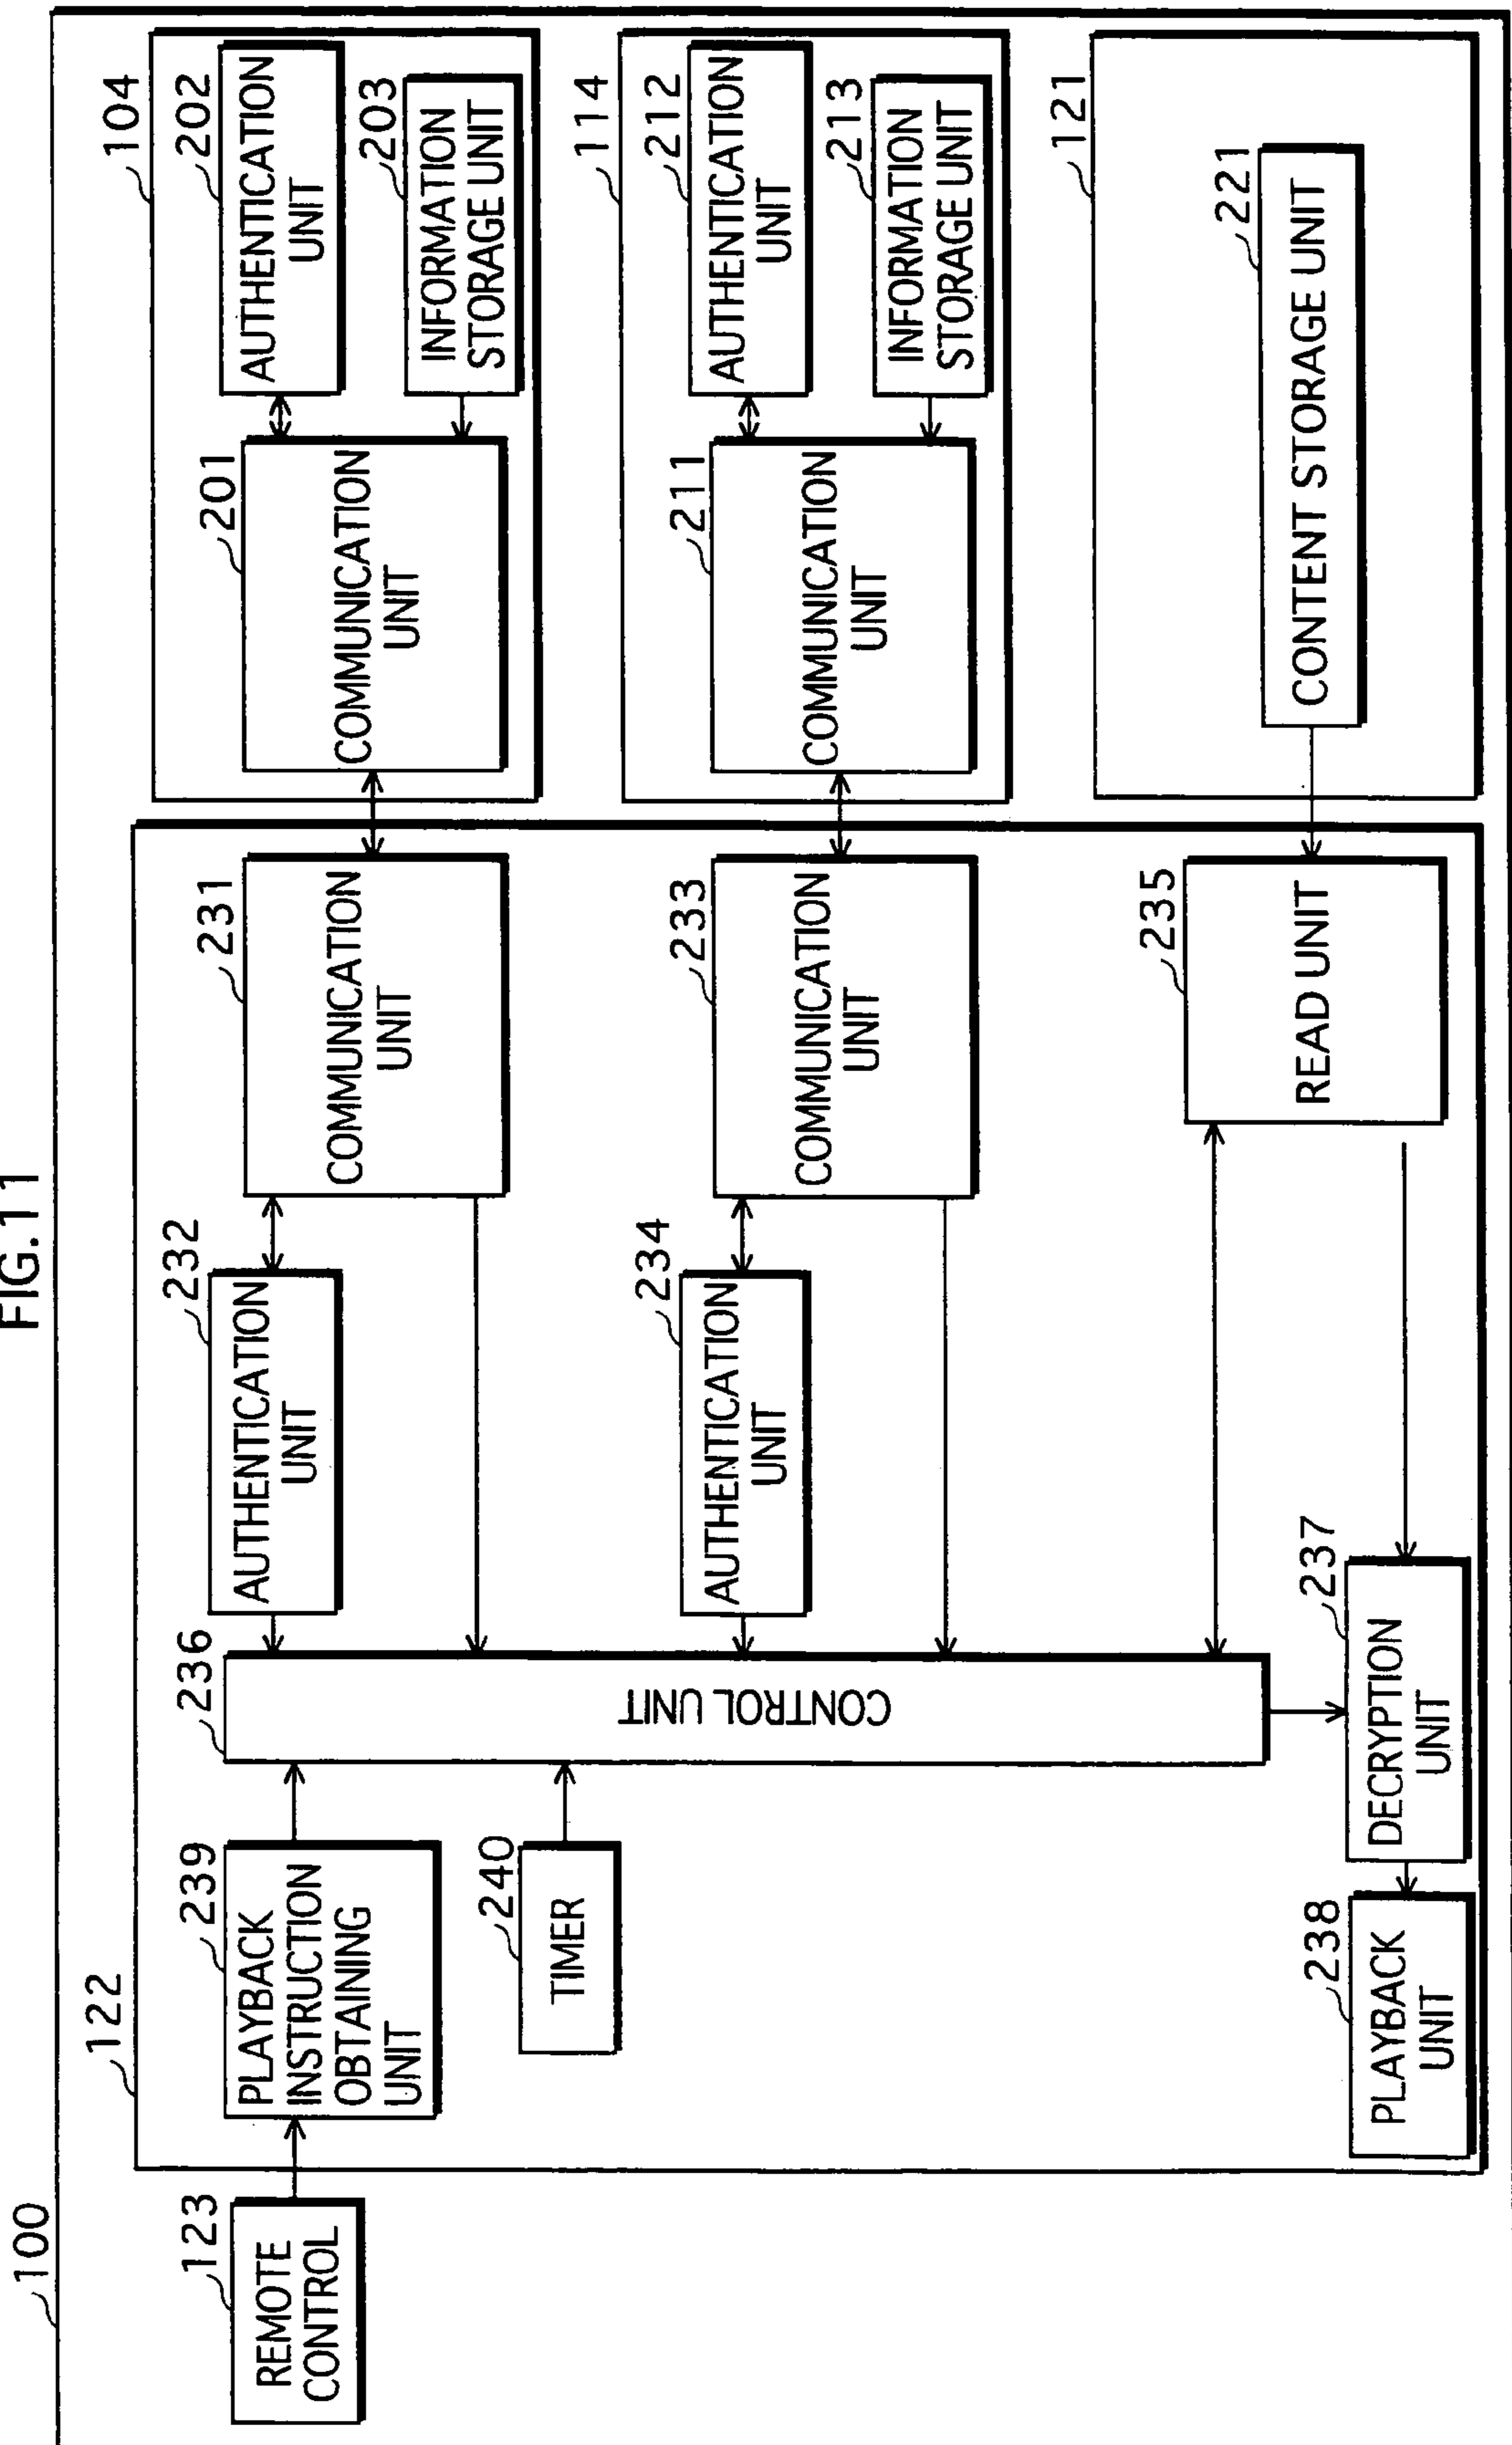 FIG.11
100
122
123
REMOTE
CONTROL
239
PLAYBACK
INSTRUCTION
OBTAINING
UNIT
240
TIMER
236
CONTROL UNIT
232
AUTHENTICATION
UNIT
231
COMMUNICATION
UNIT
234
AUTHENTICATION
UNIT
233
COMMUNICATION
UNIT
235
READ UNIT
237
DECRYPTION
UNIT
238
PLAYBACK
UNIT
104
201
COMMUNICATION
UNIT
202
AUTHENTICATION
UNIT
203
INFORMATION
STORAGE UNIT
114
211
COMMUNICATION
UNIT
212
AUTHENTICATION
UNIT
213
INFORMATION
STORAGE UNIT
121
221
CONTENT STORAGE UNIT